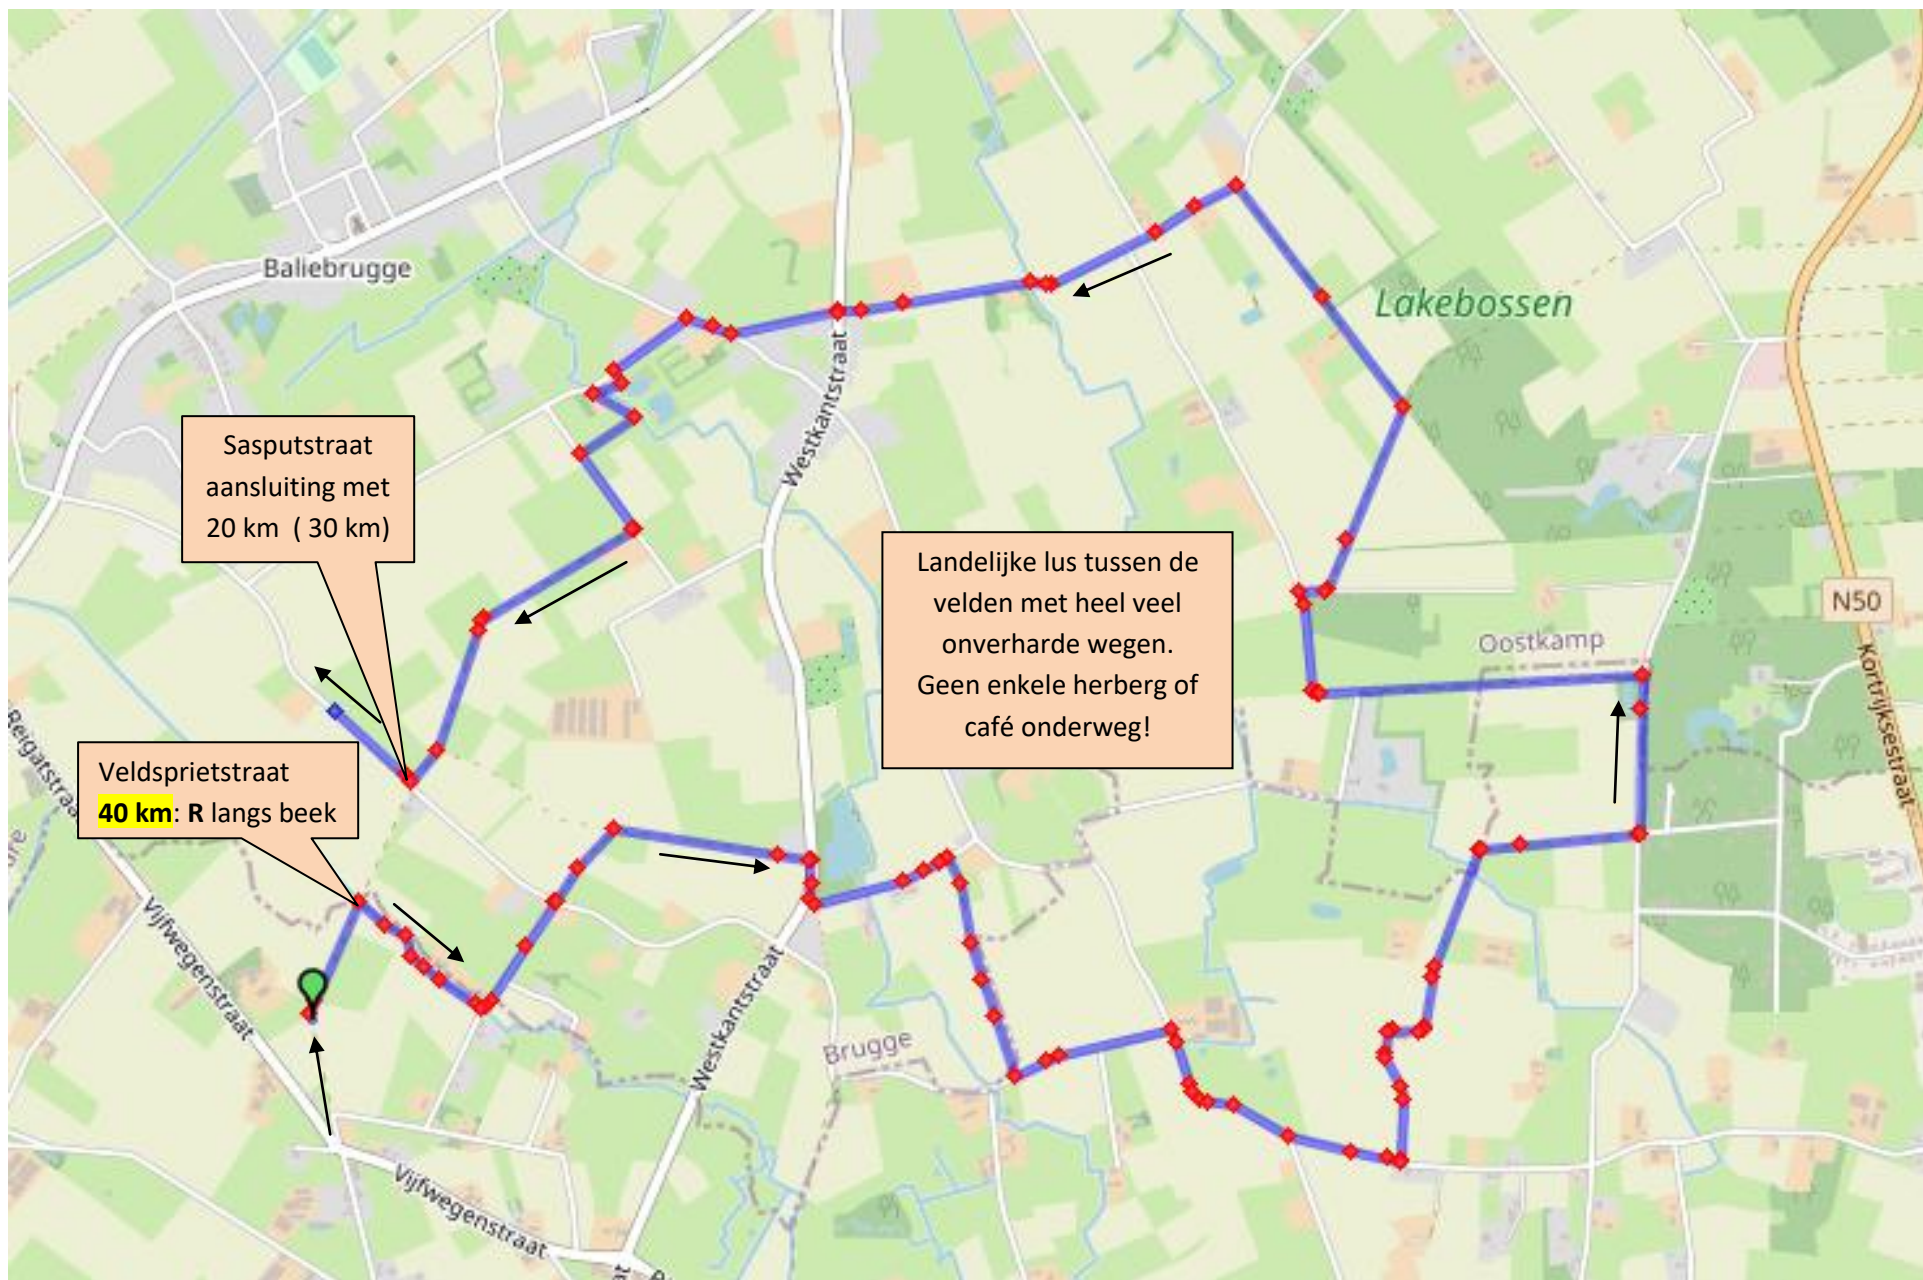 Baliebrugge
Lakebossen
Westkantstraat
Sasputstraat
aansluiting met
20 km ( 30 km)
Landelijke lus tussen de
velden met heel veel
onverharde wegen.
Geen enkele herberg of
café onderweg!
N50
Oostkamp
Kortrijksestraat
Veldsprietstraat
40 km: R langs beek
Vijfwegenstraat
Westkantstraat
Brugge
Vijfwegenstraat